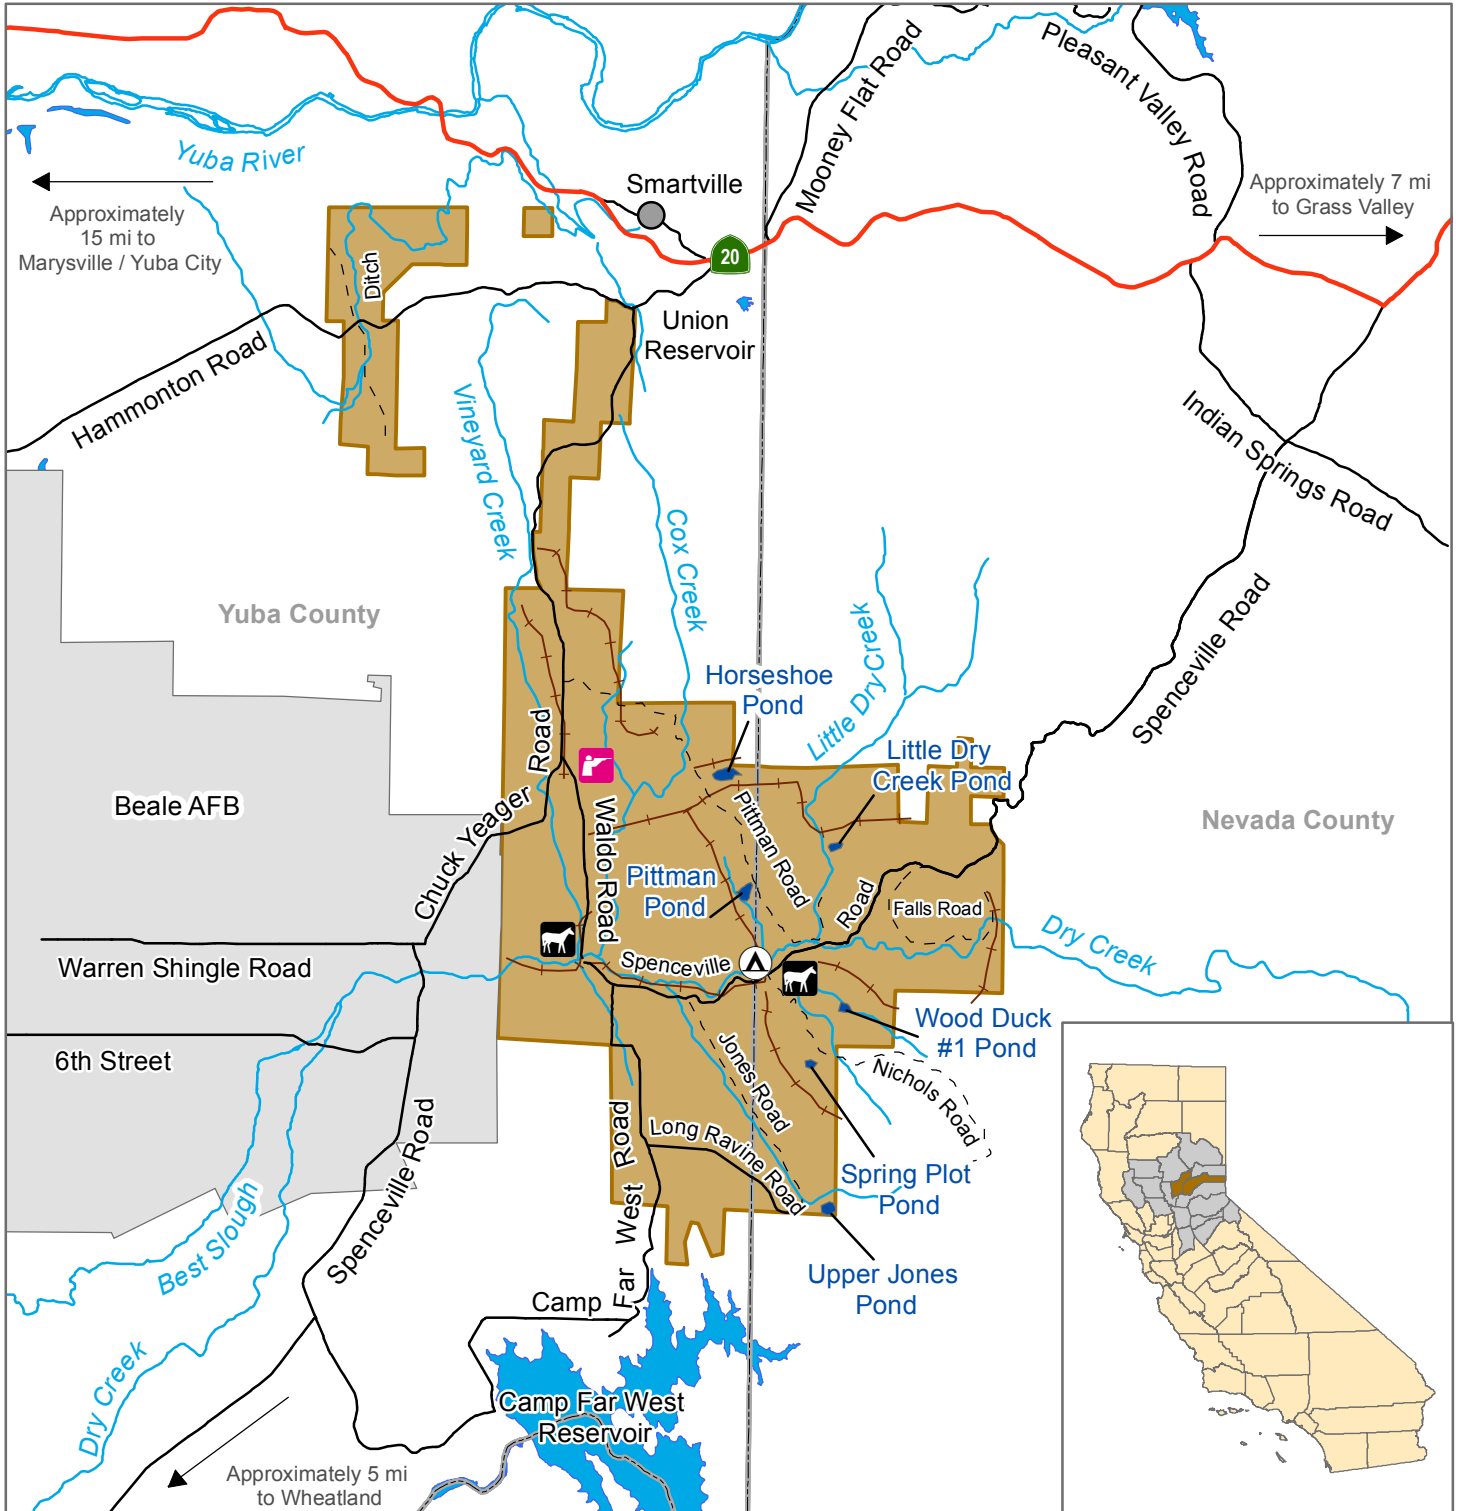 Mooney Flat Road
Pleasant Valley Road
Yuba River
Approximately
15 mi to
Marysville / Yuba City
Smartville
20
Approximately 7 mi
to Grass Valley
Ditch
Union
Reservoir
Hammonton Road
Vineyard Creek
Cox Creek
Indian Springs Road
Yuba County
Spenceville Road
Horseshoe
Pond
Little Dry Creek
Little Dry
Creek Pond
Beale AFB
Chuck Yeager Road
Waldo Road
Pittman Road
Nevada County
Pittman
Pond
Road
Falls Road
Dry Creek
Warren Shingle Road
Spenceville
Wood Duck
#1 Pond
6th Street
Jones Road
Nichols Road
Long Ravine Road
Spring Plot
Pond
Spenceville Road
Best Slough
Upper Jones
Pond
Camp Far West Road
Dry Creek
Camp Far West
Reservoir
Approximately 5 mi
to Wheatland